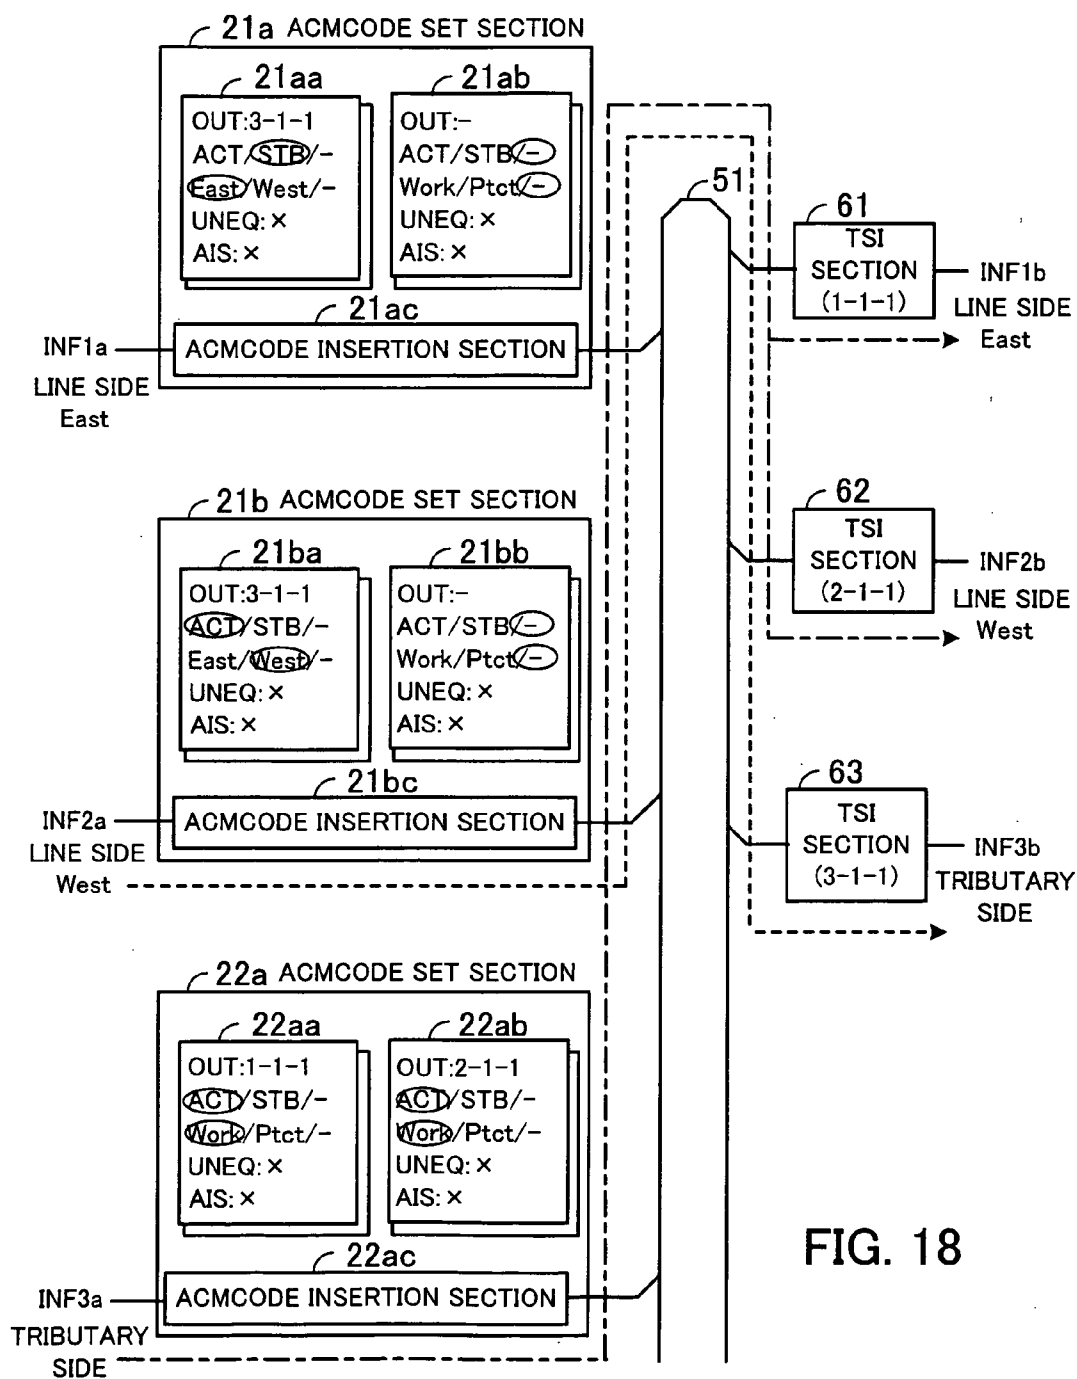 21a ACMCODE SET SECTION
21aa
OUT:3-1-1
ACT/STB/-
East/West/-
UNEQ:×
AIS:×
21ab
OUT:-
ACT/STB/-
Work/Ptct/-
UNEQ:×
AIS:×
21ac
ACMCODE INSERTION SECTION
INF1a
LINE SIDE
East
51
61
TSI
SECTION
(1-1-1)
INF1b
LINE SIDE
East
21b ACMCODE SET SECTION
21ba
OUT:3-1-1
ACT/STB/-
East/West/-
UNEQ:×
AIS:×
21bb
OUT:-
ACT/STB/-
Work/Ptct/-
UNEQ:×
AIS:×
21bc
ACMCODE INSERTION SECTION
INF2a
LINE SIDE
West
62
TSI
SECTION
(2-1-1)
INF2b
LINE SIDE
West
63
TSI
SECTION
(3-1-1)
INF3b
TRIBUTARY
SIDE
22a ACMCODE SET SECTION
22aa
OUT:1-1-1
ACT/STB/-
Work/Ptct/-
UNEQ:×
AIS:×
22ab
OUT:2-1-1
ACT/STB/-
Work/Ptct/-
UNEQ:×
AIS:×
22ac
ACMCODE INSERTION SECTION
INF3a
TRIBUTARY
SIDE
FIG. 18